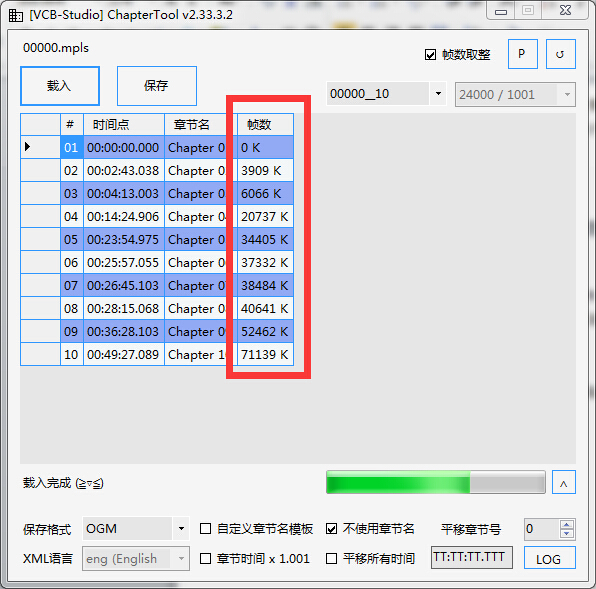 [VCB-Studio] ChapterTool v2.33.3.2
00000.mpls
帧数取整
P
↺
载入
保存
00000__10
24000 / 1001
# 时间点 章节名 帧数
01 00:00:00.000 Chapter 0 0 K
02 00:02:43.038 Chapter 0 3909 K
03 00:04:13.003 Chapter 0 6066 K
04 00:14:24.906 Chapter 0 20737 K
05 00:23:54.975 Chapter 0 34405 K
06 00:25:57.055 Chapter 0 37332 K
07 00:26:45.103 Chapter 0 38484 K
08 00:28:15.068 Chapter 0 40641 K
09 00:36:28.103 Chapter 0 52462 K
10 00:49:27.089 Chapter 1 71139 K
载入完成 (≧▽≦)
^
保存格式 OGM 自定义章节名模板 不使用章节名 平移章节号 0
XML语言 eng (English 章节时间 x 1.001 平移所有时间 TT:TT:TT.TTT LOG